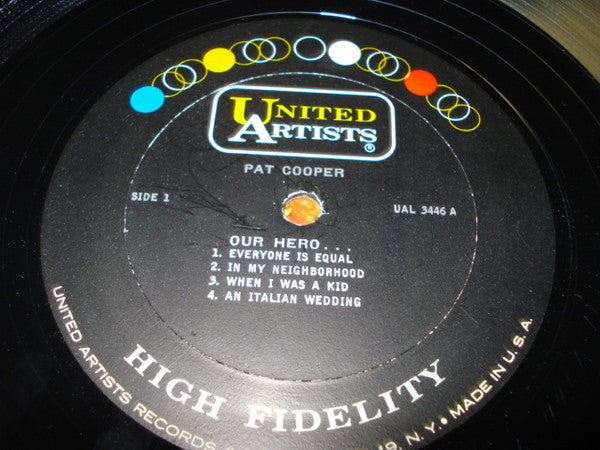 UNITED
ARTISTS®
PAT COOPER
SIDE 1
UAL 3446 A
OUR HERO...
1. EVERYONE IS EQUAL
2. IN MY NEIGHBORHOOD
3. WHEN I WAS A KID
4. AN ITALIAN WEDDING
HIGH FIDELITY
UNITED ARTISTS RECORDS 19, N. Y. • MADE IN U.S.A.